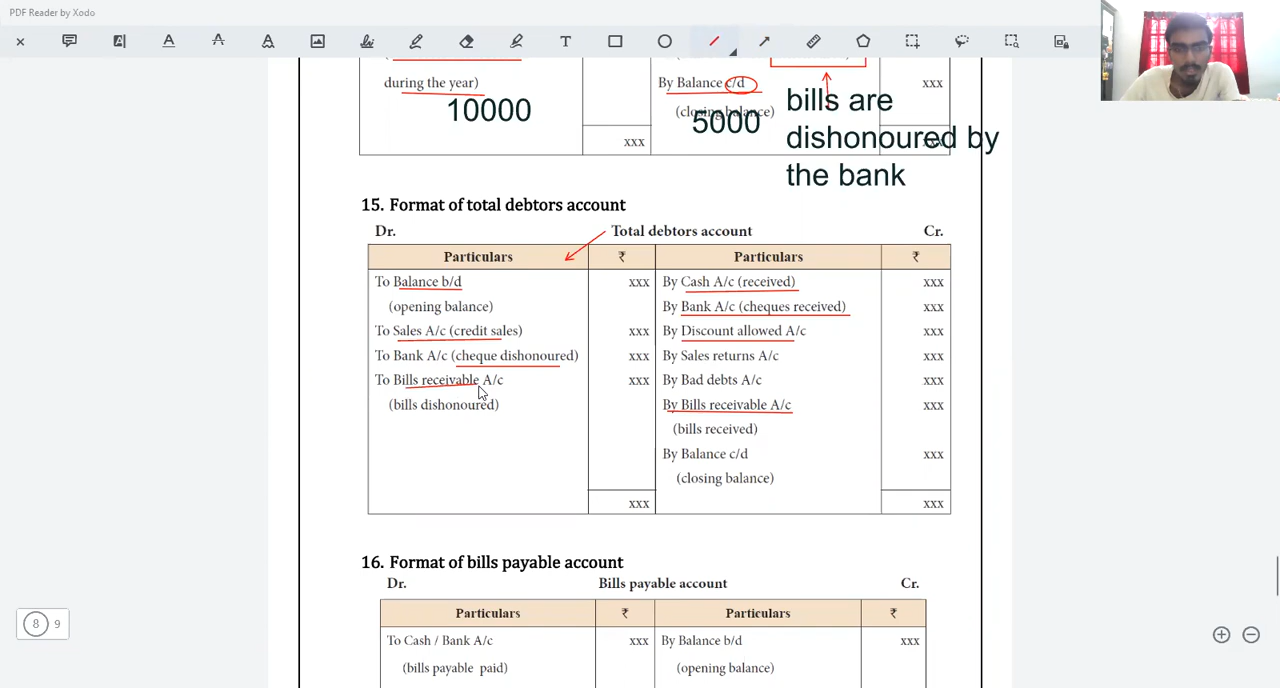 PDF Reader by Xodo
during the year)
By Balance c/d
xxx
10000
(closing balance)
5000
bills are
dishonoured by
the bank
xxx
15. Format of total debtors account
Dr. Total debtors account Cr.
Particulars ₹ Particulars ₹
To Balance b/d xxx By Cash A/c (received) xxx
(opening balance) By Bank A/c (cheques received) xxx
To Sales A/c (credit sales) xxx By Discount allowed A/c xxx
To Bank A/c (cheque dishonoured) xxx By Sales returns A/c xxx
To Bills receivable A/c xxx By Bad debts A/c xxx
(bills dishonoured) By Bills receivable A/c xxx
(bills received)
By Balance c/d xxx
(closing balance)
xxx xxx
16. Format of bills payable account
Dr. Bills payable account Cr.
Particulars ₹ Particulars ₹
To Cash / Bank A/c xxx By Balance b/d xxx
(bills payable paid) (opening balance)
8 9